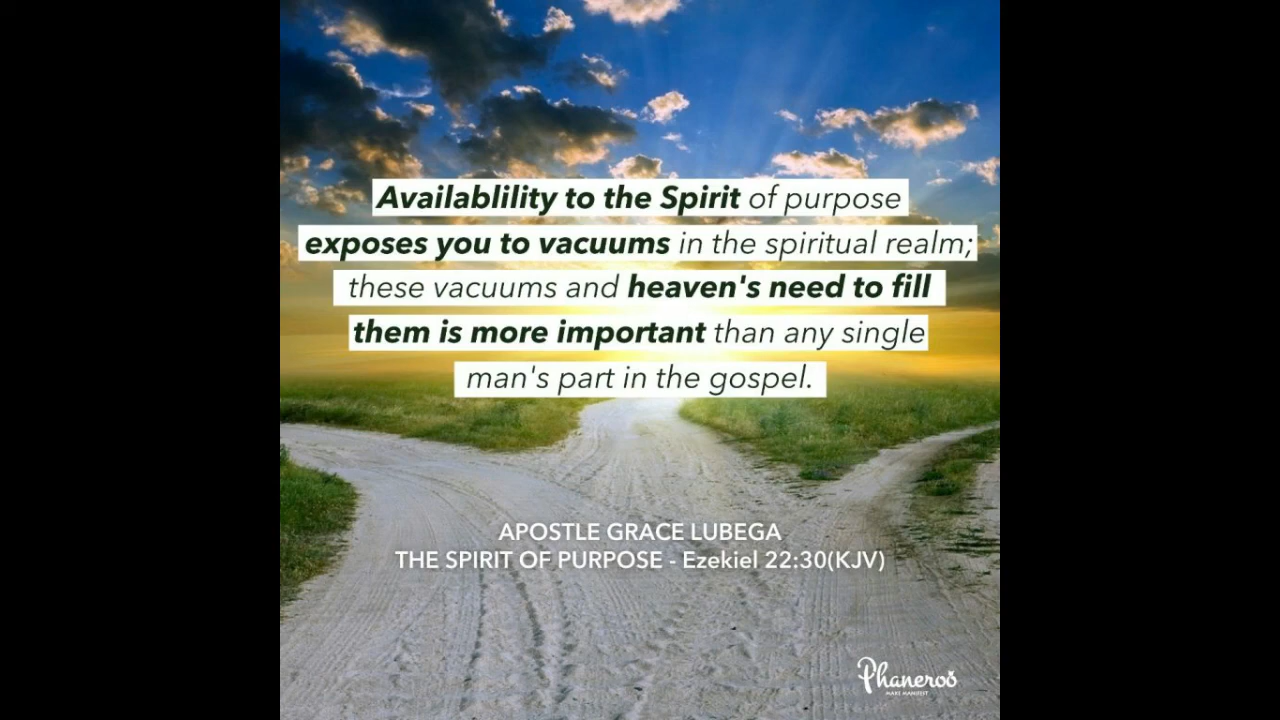 Availablility to the Spirit of purpose
exposes you to vacuums in the spiritual realm;
these vacuums and heaven's need to fill
them is more important than any single
man's part in the gospel.
APOSTLE GRACE LUBEGA
THE SPIRIT OF PURPOSE - Ezekiel 22:30(KJV)
Phaneroo
MAKE MANIFEST